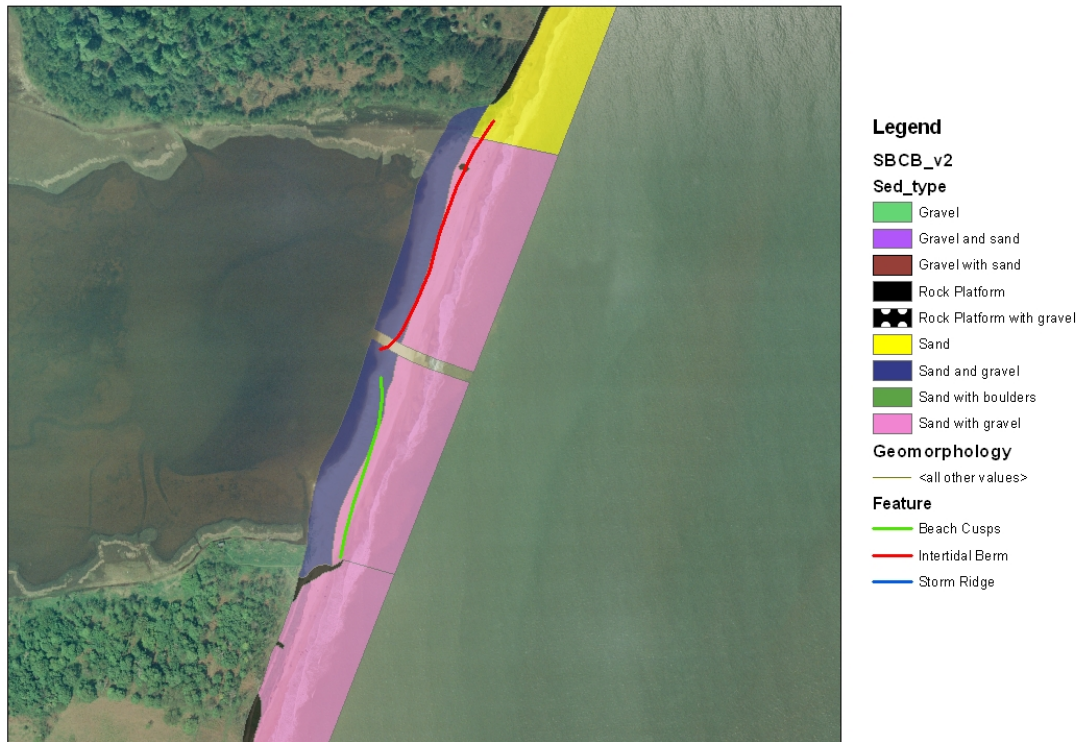 Legend
SBCB_v2
Sed_type
Gravel
Gravel and sand
Gravel with sand
Rock Platform
Rock Platform with gravel
Sand
Sand and gravel
Sand with boulders
Sand with gravel
Geomorphology
<all other values>
Feature
Beach Cusps
Intertidal Berm
Storm Ridge